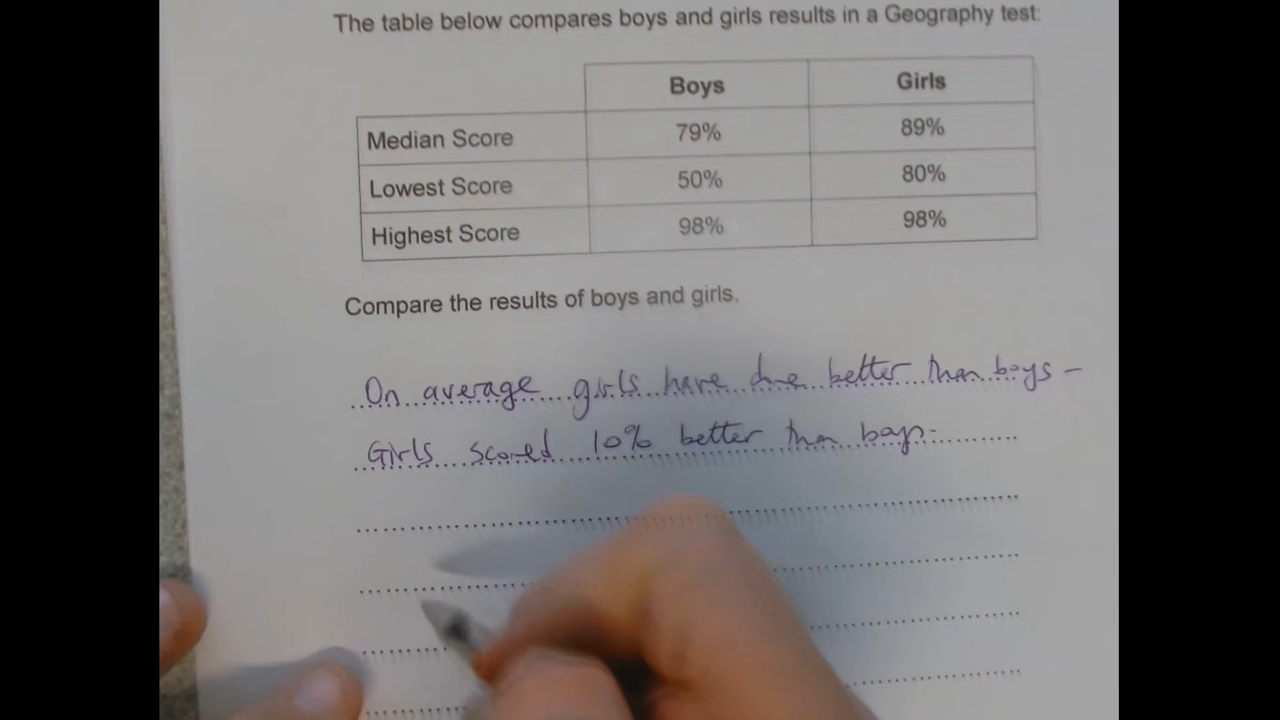 The table below compares boys and girls results in a Geography test:
Boys Girls
Median Score 79% 89%
Lowest Score 50% 80%
Highest Score 98% 98%
Compare the results of boys and girls.
On average girls have done better than boys –
Girls scored 10% better than boys.